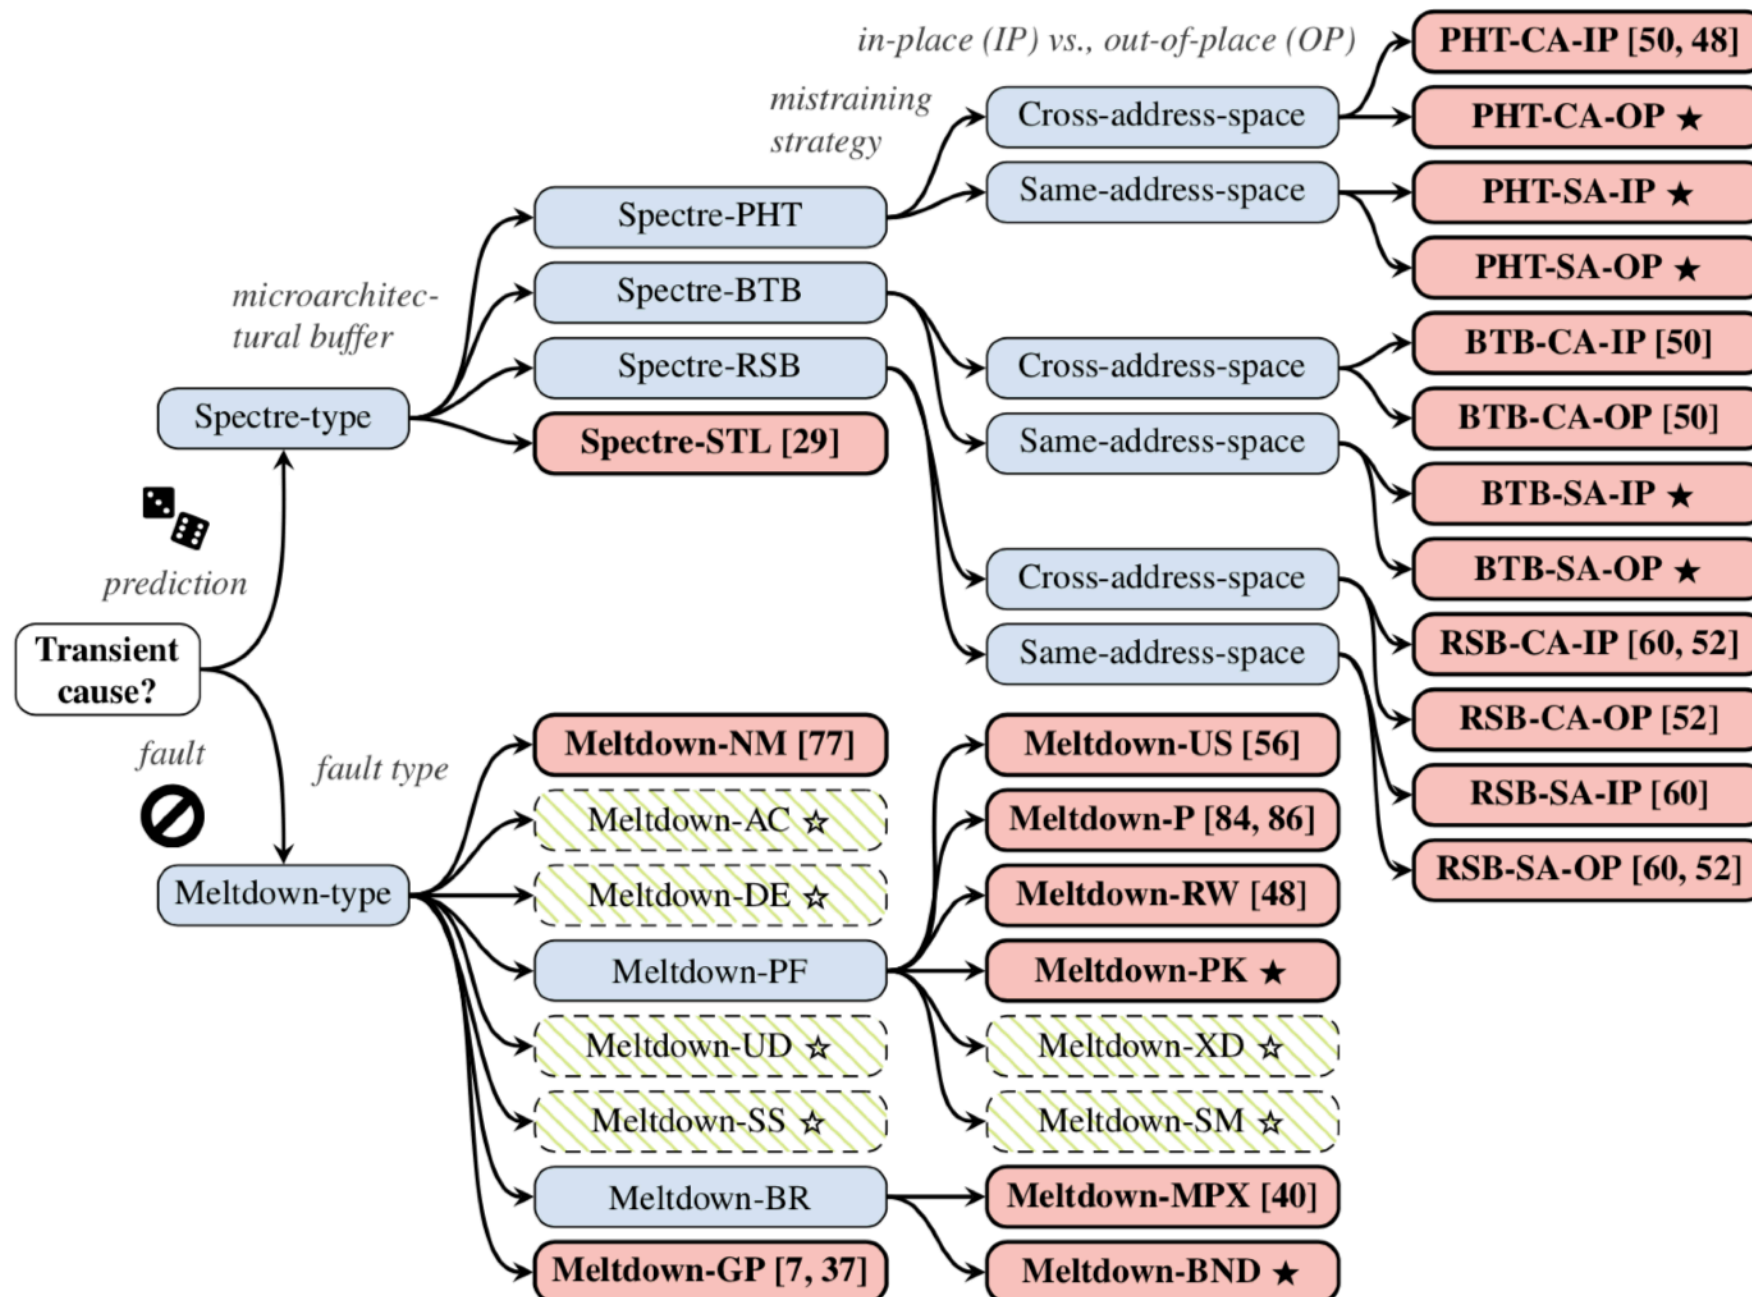 in-place (IP) vs., out-of-place (OP)
mistraining
strategy
microarchitec-
tural buffer
prediction
Transient
cause?
fault
fault type
Spectre-type
Meltdown-type
Spectre-PHT
Spectre-BTB
Spectre-RSB
Spectre-STL [29]
Meltdown-NM [77]
Meltdown-AC ☆
Meltdown-DE ☆
Meltdown-PF
Meltdown-UD ☆
Meltdown-SS ☆
Meltdown-BR
Meltdown-GP [7, 37]
Cross-address-space
Same-address-space
Cross-address-space
Same-address-space
Cross-address-space
Same-address-space
Meltdown-US [56]
Meltdown-P [84, 86]
Meltdown-RW [48]
Meltdown-PK ★
Meltdown-XD ☆
Meltdown-SM ☆
Meltdown-MPX [40]
Meltdown-BND ★
PHT-CA-IP [50, 48]
PHT-CA-OP ★
PHT-SA-IP ★
PHT-SA-OP ★
BTB-CA-IP [50]
BTB-CA-OP [50]
BTB-SA-IP ★
BTB-SA-OP ★
RSB-CA-IP [60, 52]
RSB-CA-OP [52]
RSB-SA-IP [60]
RSB-SA-OP [60, 52]